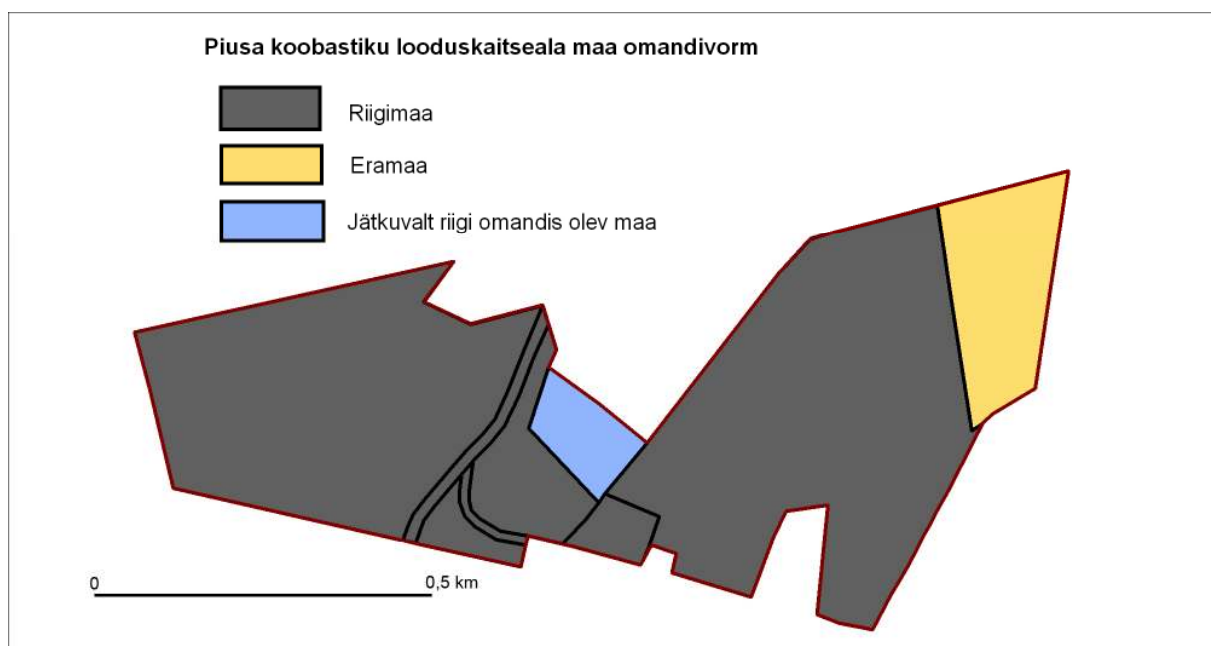 Piusa koobastiku looduskaitseala maa omandivorm
Riigimaa
Eramaa
Jätkuvalt riigi omandis olev maa
0
0,5 km